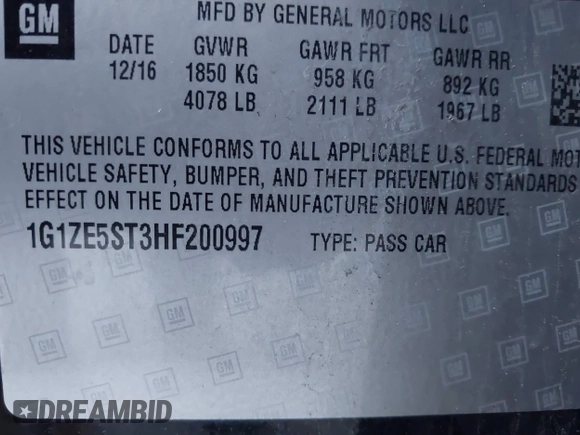 GM
MFD BY GENERAL MOTORS LLC
DATE GVWR GAWR FRT GAWR RR
12/16 1850 KG 958 KG 892 KG
4078 LB 2111 LB 1967 LB
THIS VEHICLE CONFORMS TO ALL APPLICABLE U.S. FEDERAL MOT
VEHICLE SAFETY, BUMPER, AND THEFT PREVENTION STANDARDS
EFFECT ON THE DATE OF MANUFACTURE SHOWN ABOVE.
1G1ZE5ST3HF200997 TYPE: PASS CAR
DREAMBID